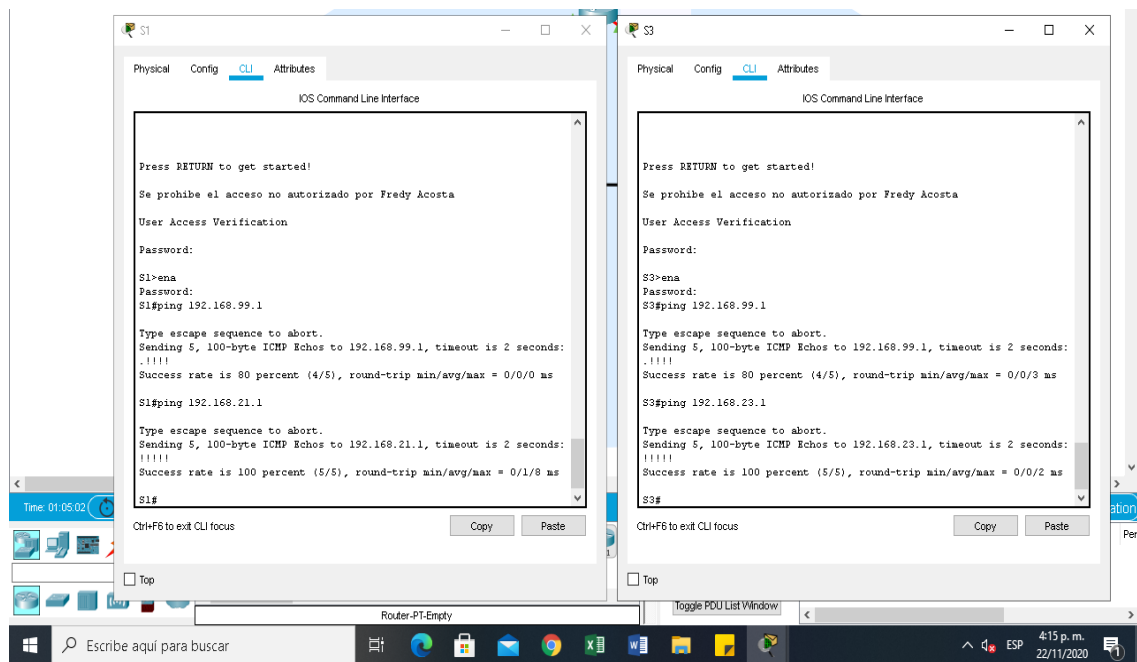 S1
Physical Config CLI Attributes
IOS Command Line Interface
Press RETURN to get started!
Se prohibe el acceso no autorizado por Fredy Acosta
User Access Verification
Password:
S1>ena
Password:
S1#ping 192.168.99.1
Type escape sequence to abort.
Sending 5, 100-byte ICMP Echos to 192.168.99.1, timeout is 2 seconds:
.!!!!
Success rate is 80 percent (4/5), round-trip min/avg/max = 0/0/0 ms
S1#ping 192.168.21.1
Type escape sequence to abort.
Sending 5, 100-byte ICMP Echos to 192.168.21.1, timeout is 2 seconds:
!!!!!
Success rate is 100 percent (5/5), round-trip min/avg/max = 0/1/8 ms
S1#
Ctrl+F6 to exit CLI focus
Copy Paste
Top
S3
Physical Config CLI Attributes
IOS Command Line Interface
Press RETURN to get started!
Se prohibe el acceso no autorizado por Fredy Acosta
User Access Verification
Password:
S3>ena
Password:
S3#ping 192.168.99.1
Type escape sequence to abort.
Sending 5, 100-byte ICMP Echos to 192.168.99.1, timeout is 2 seconds:
.!!!!
Success rate is 80 percent (4/5), round-trip min/avg/max = 0/0/3 ms
S3#ping 192.168.23.1
Type escape sequence to abort.
Sending 5, 100-byte ICMP Echos to 192.168.23.1, timeout is 2 seconds:
!!!!!
Success rate is 100 percent (5/5), round-trip min/avg/max = 0/0/2 ms
S3#
Ctrl+F6 to exit CLI focus
Copy Paste
Top
Time: 01:05:02
ation
Per
Router-PT-Empty
Toggle PDU List Window
Escribe aquí para buscar
ESP
4:15 p. m.
22/11/2020
1